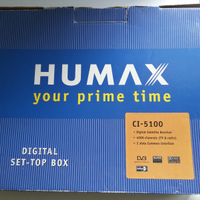 HUMAX
your prime time
CI-5100
• Digital Satellite Receiver
• 4000 channels (TV & radio)
• 2 slots Common Interface
DVB
DIGITAL
SET-TOP BOX